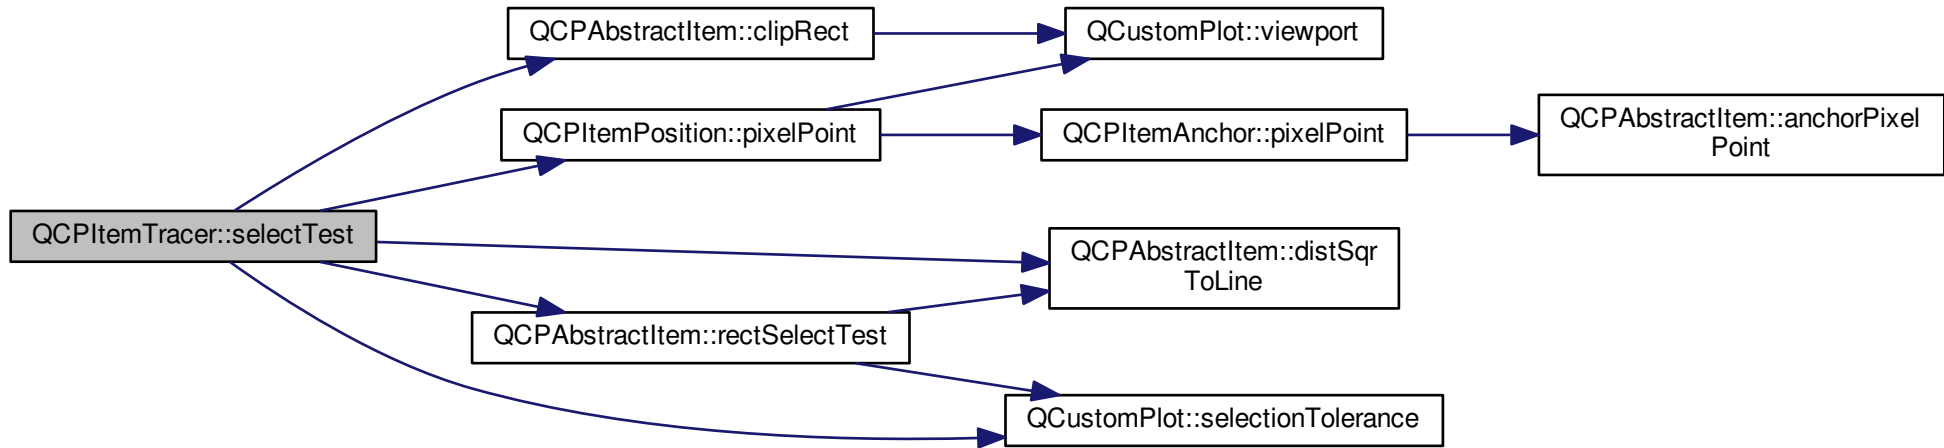 QCPAbstractItem::clipRect
QCustomPlot::viewport
QCPItemPosition::pixelPoint
QCPItemAnchor::pixelPoint
QCPAbstractItem::anchorPixel
Point
QCPItemTracer::selectTest
QCPAbstractItem::distSqr
ToLine
QCPAbstractItem::rectSelectTest
QCustomPlot::selectionTolerance